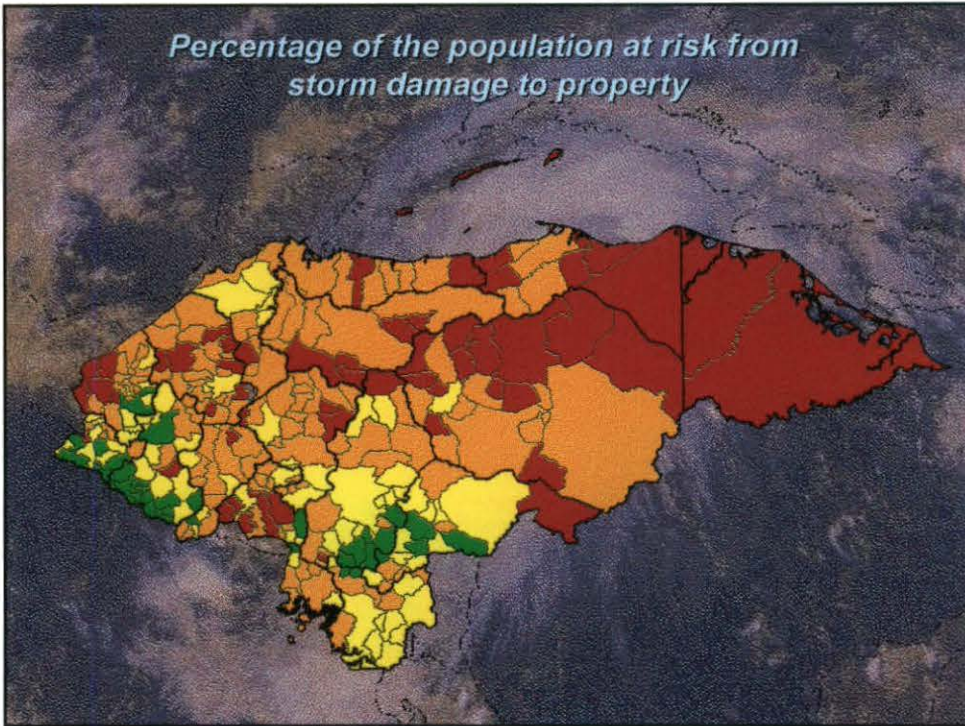 Percentage of the population at risk from
storm damage to property